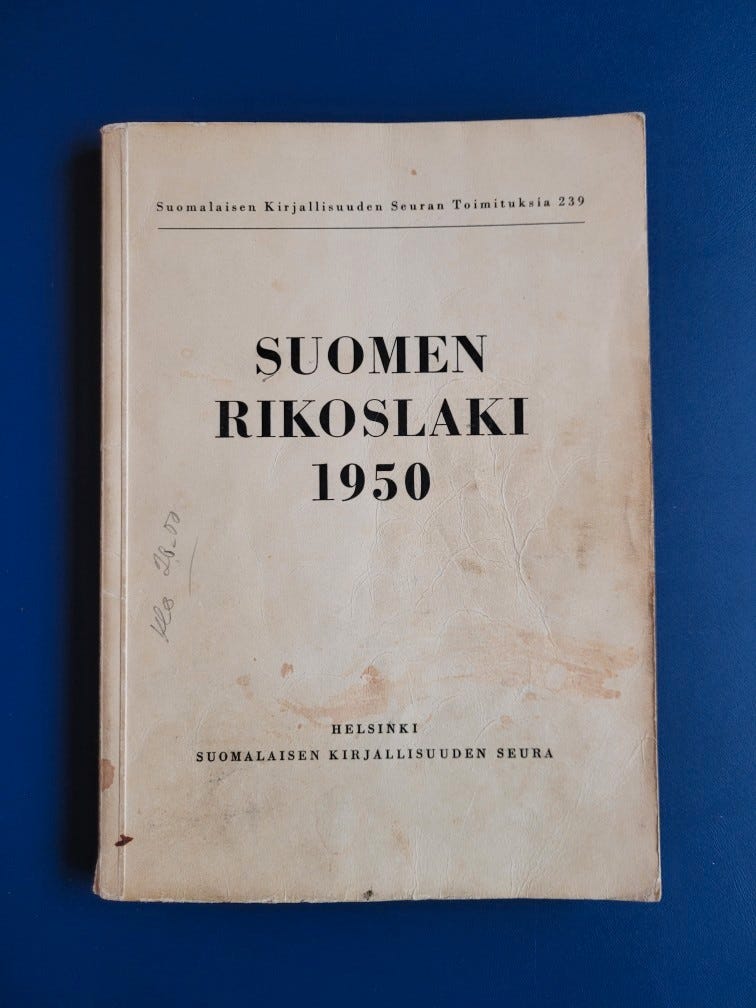 Suomalaisen Kirjallisuuden Seuran Toimituksia 239
SUOMEN
RIKOSLAKI
1950
HELSINKI
SUOMALAISEN KIRJALLISUUDEN SEURA